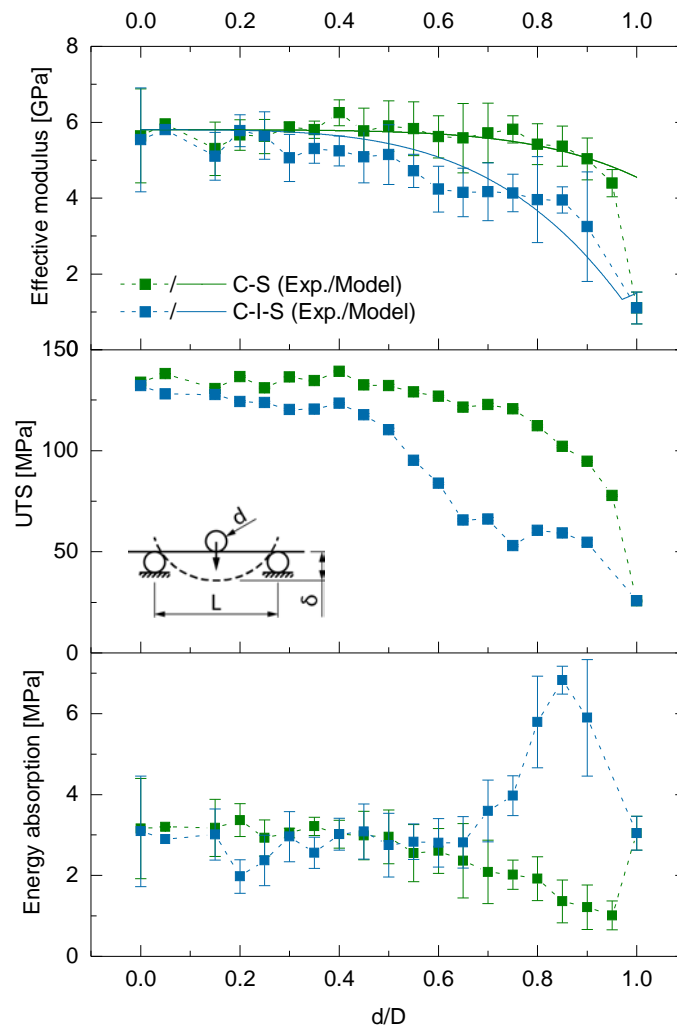 0.0 0.2 0.4 0.6 0.8 1.0
8
6
4
2
Effective modulus [GPa]
C-S (Exp./Model)
C-I-S (Exp./Model)
150
100
50
0
UTS [MPa]
d
L
δ
6
4
2
0
Energy absorption [MPa]
0.0 0.2 0.4 0.6 0.8 1.0
d/D